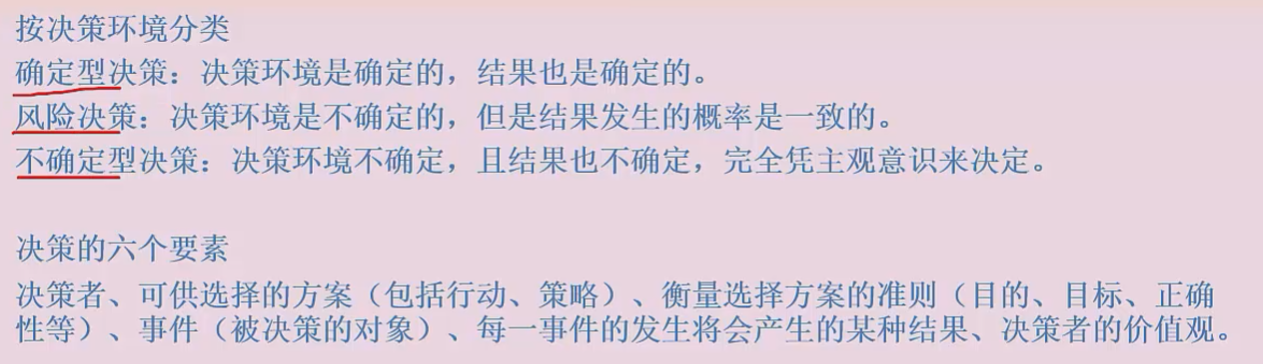 按决策环境分类
确定型决策：决策环境是确定的，结果也是确定的。
风险决策：决策环境是不确定的，但是结果发生的概率是一致的。
不确定型决策：决策环境不确定，且结果也不确定，完全凭主观意识来决定。
决策的六个要素
决策者、可供选择的方案（包括行动、策略）、衡量选择方案的准则（目的、目标、正确
性等）、事件（被决策的对象）、每一事件的发生将会产生的某种结果、决策者的价值观。